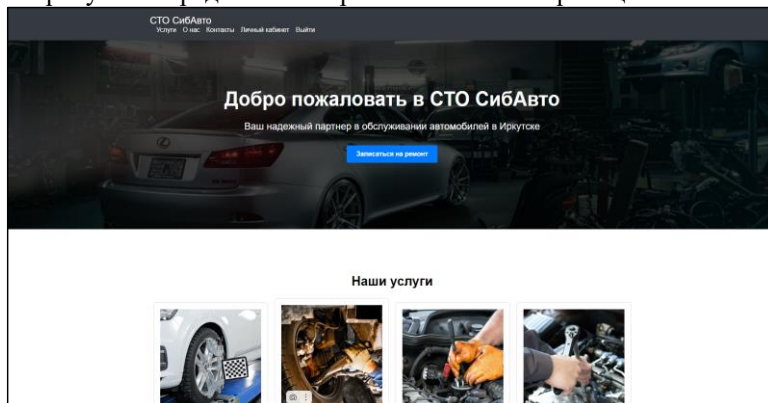 СТО СибАвто
Услуги О нас Контакты Личный кабинет Выйти
Добро пожаловать в СТО СибАвто
Ваш надежный партнер в обслуживании автомобилей в Иркутске
Записаться на ремонт
Наши услуги